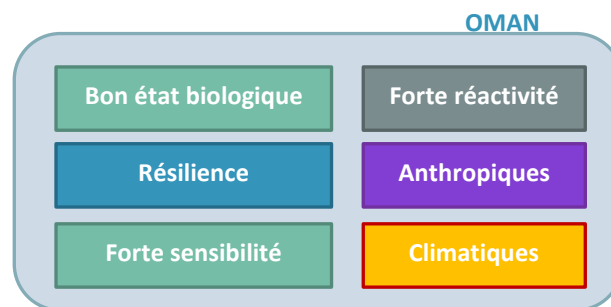 OMAN
Bon état biologique
Forte réactivité
Résilience
Anthropiques
Forte sensibilité
Climatiques